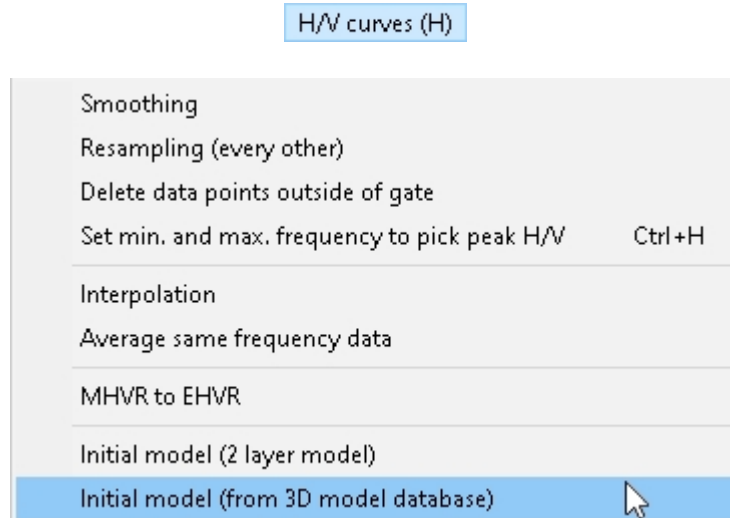 H/V curves (H)
Smoothing
Resampling (every other)
Delete data points outside of gate
Set min. and max. frequency to pick peak H/V Ctrl+H
Interpolation
Average same frequency data
MHVR to EHVR
Initial model (2 layer model)
Initial model (from 3D model database)